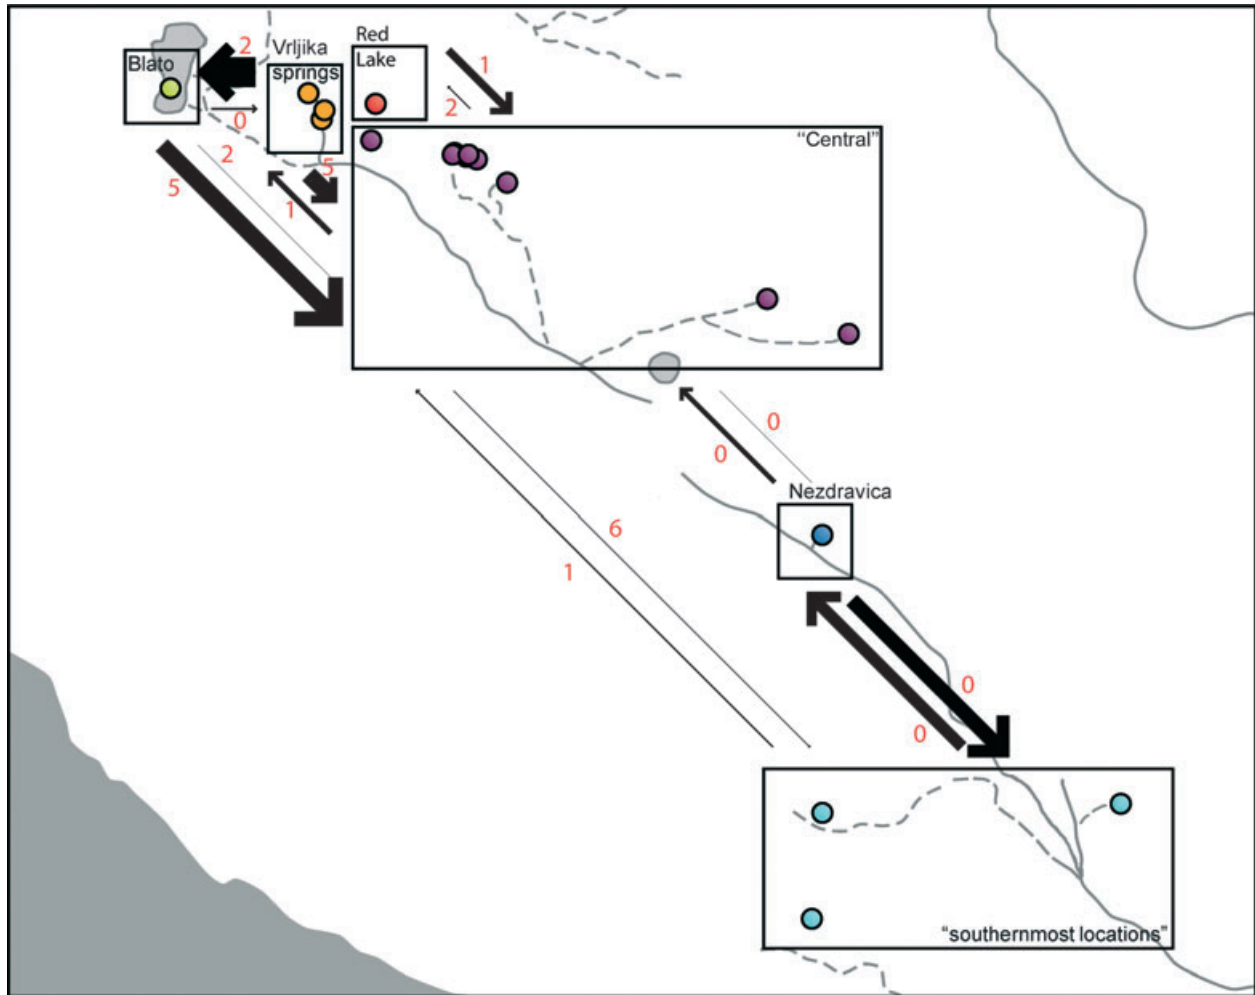 Red
Vrljika
2
Blato
springs
Lake
1
2
0
"Central"
2
5
5
1
0
0
Nezdravica
6
1
0
0
"southernmost locations"